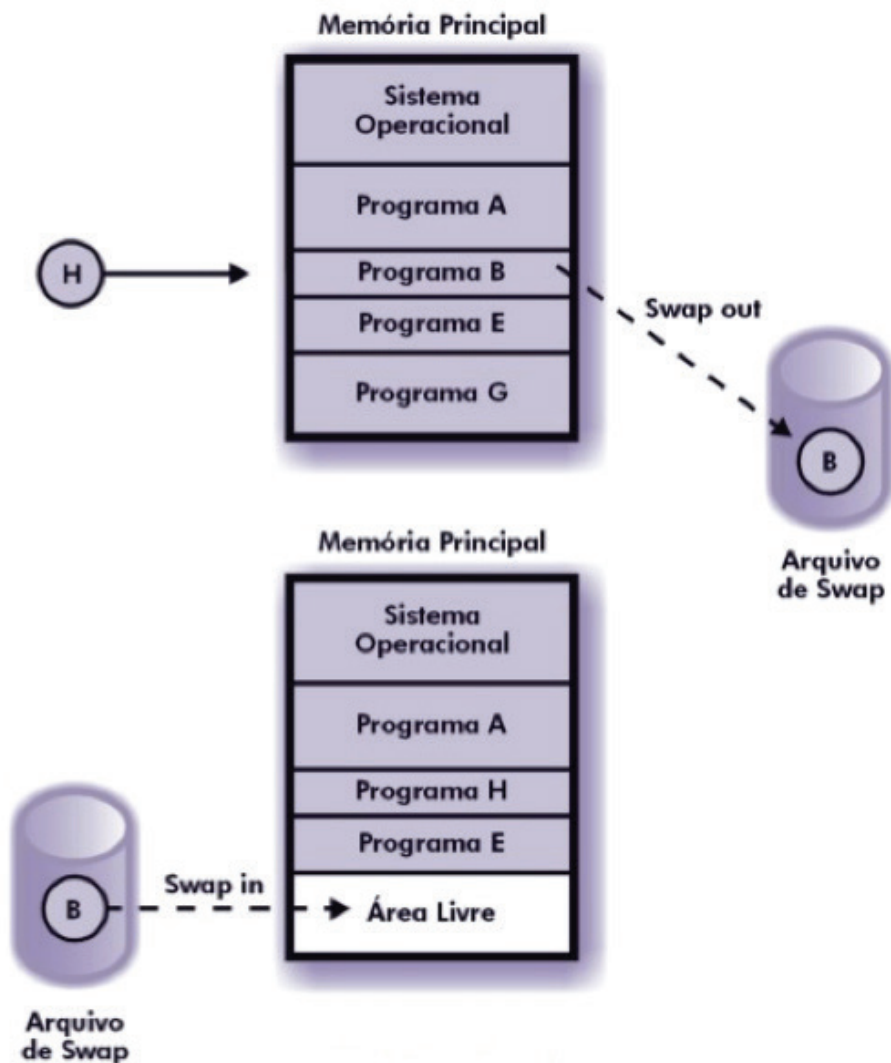 Memória Principal
Sistema
Operacional
Programa A
H
Programa B
Swap out
Programa E
Programa G
B
Arquivo
de Swap
Memória Principal
Sistema
Operacional
Programa A
Programa H
Programa E
B
Swap in
Área Livre
Arquivo
de Swap